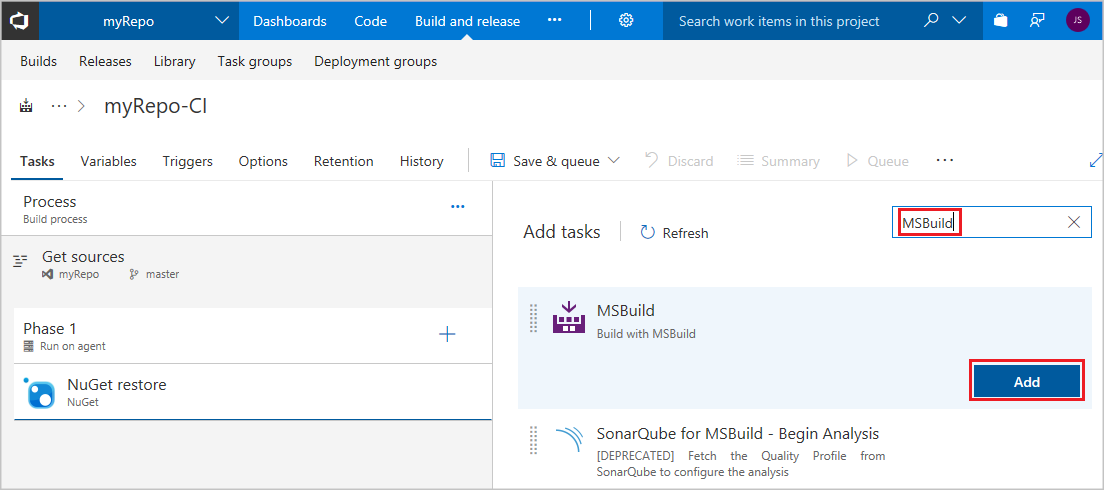 myRepo Dashboards Code Build and release ... Search work items in this project JS
Builds Releases Library Task groups Deployment groups
... myRepo-CI
Tasks Variables Triggers Options Retention History Save & queue Discard Summary Queue ...
Process ...
Build process
Get sources
myRepo master
Phase 1
Run on agent
NuGet restore
NuGet
Add tasks Refresh MSBuild
MSBuild
Build with MSBuild
Add
SonarQube for MSBuild - Begin Analysis
[DEPRECATED] Fetch the Quality Profile from
SonarQube to configure the analysis